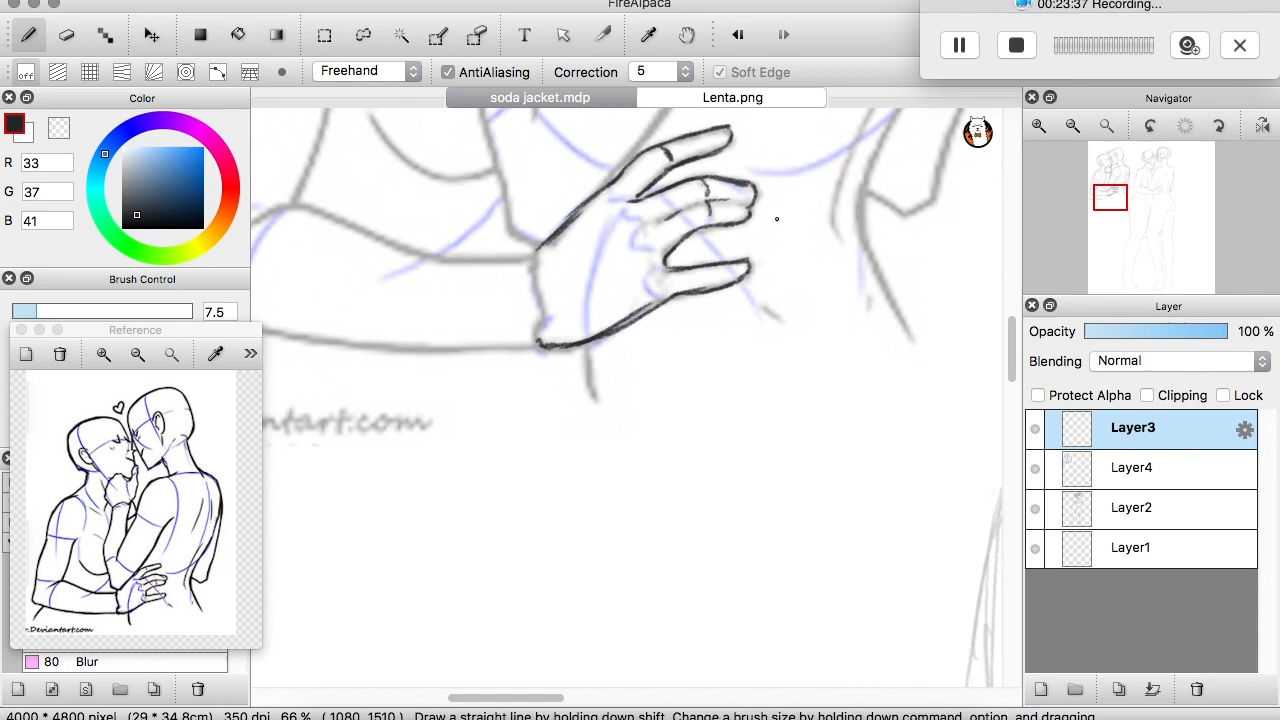 FireAlpaca
00:23:37 Recording...
Freehand
AntiAliasing
Correction
5
Soft Edge
off
Color
soda jacket.mdp
Lenta.png
Navigator
R 33
G 37
B 41
Brush Control
7.5
Reference
Layer
Opacity
100 %
Blending
Normal
Protect Alpha
Clipping
Lock
Layer3
Layer4
Layer2
Layer1
ntart.com
.Deviantart.com
80 Blur
4000 * 4800 pixel (29 * 34.8cm) 350 dpi 66 % ( 1080, 1510 ) Draw a straight line by holding down shift, Change a brush size by holding down command, option, and dragging